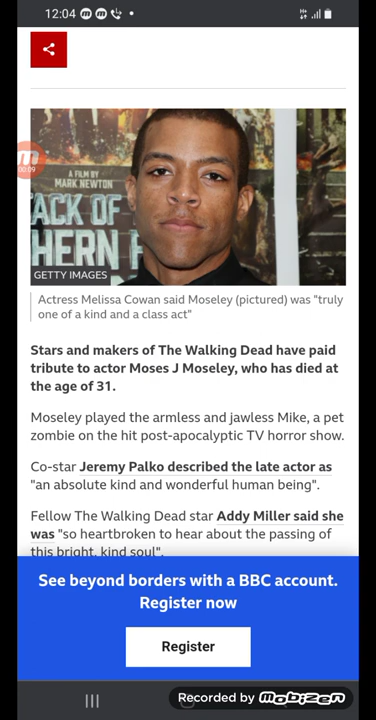 12:04
A FILM BY
MARK NEWTON
ACK OF
HERN
00:09
GETTY IMAGES
Actress Melissa Cowan said Moseley (pictured) was "truly
one of a kind and a class act"
Stars and makers of The Walking Dead have paid
tribute to actor Moses J Moseley, who has died at
the age of 31.
Moseley played the armless and jawless Mike, a pet
zombie on the hit post-apocalyptic TV horror show.
Co-star Jeremy Palko described the late actor as
"an absolute kind and wonderful human being".
Fellow The Walking Dead star Addy Miller said she
was "so heartbroken to hear about the passing of
this bright, kind soul".
See beyond borders with a BBC account.
Register now
Register
Recorded by mobizen